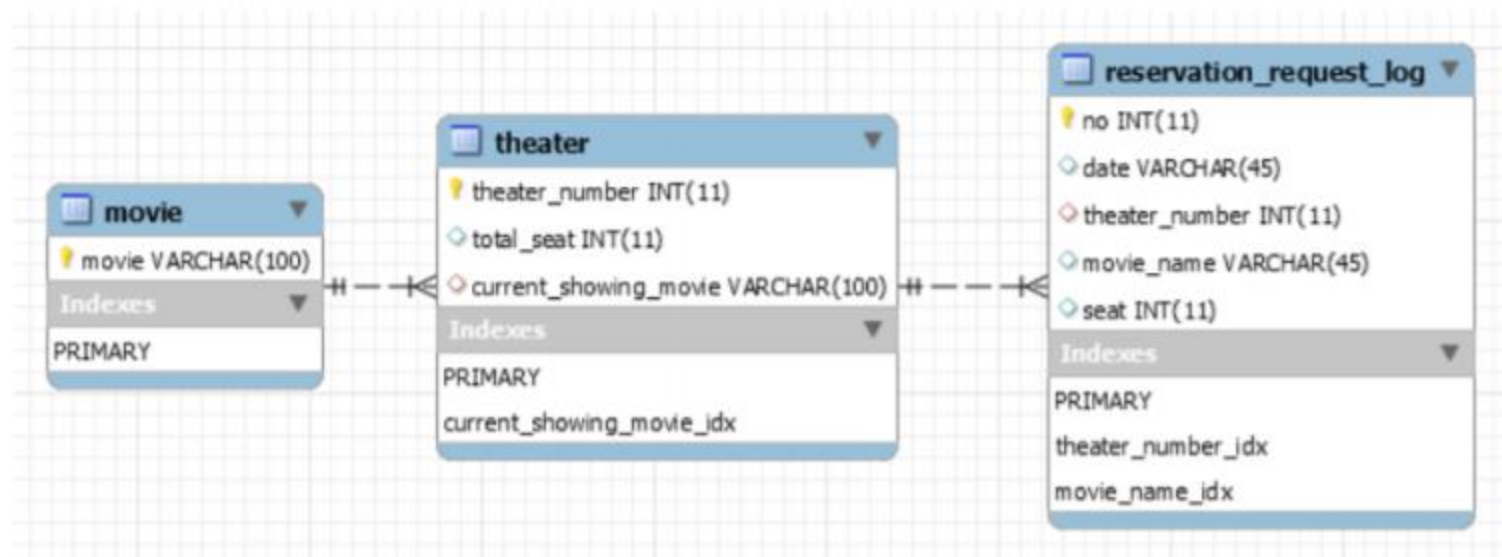 movie
movie VARCHAR(100)
Indexes
PRIMARY
theater
theater_number INT(11)
total_seat INT(11)
current_showing_movie VARCHAR(100)
Indexes
PRIMARY
current_showing_movie_idx
reservation_request_log
no INT(11)
date VARCHAR(45)
theater_number INT(11)
movie_name VARCHAR(45)
seat INT(11)
Indexes
PRIMARY
theater_number_idx
movie_name_idx